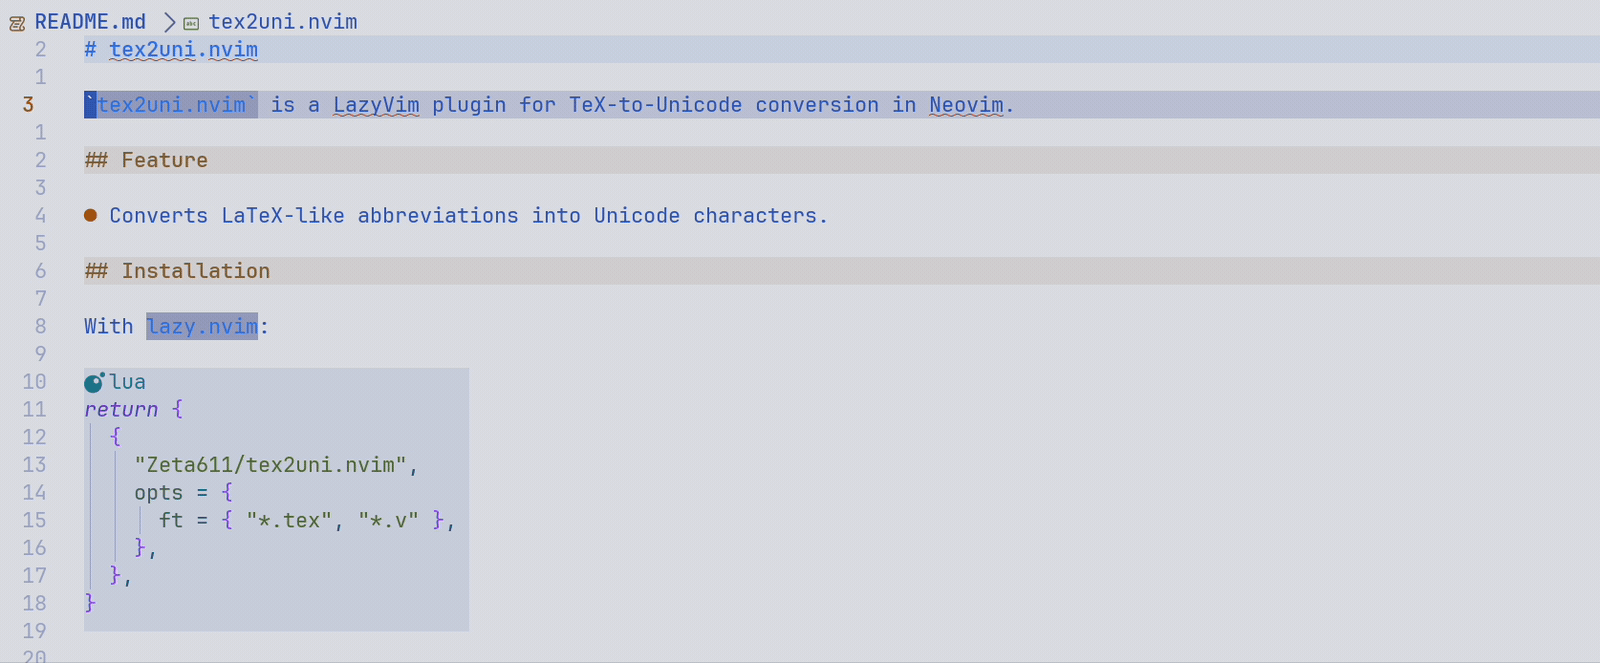 README.md > tex2uni.nvim
2 # tex2uni.nvim
1
3 `tex2uni.nvim` is a LazyVim plugin for TeX-to-Unicode conversion in Neovim.
1
2 ## Feature
3
4 ● Converts LaTeX-like abbreviations into Unicode characters.
5
6 ## Installation
7
8 With lazy.nvim:
9
10 lua
11 return {
12   {
13     "Zeta611/tex2uni.nvim",
14     opts = {
15       ft = { "*.tex", "*.v" },
16     },
17   },
18 }
19
20